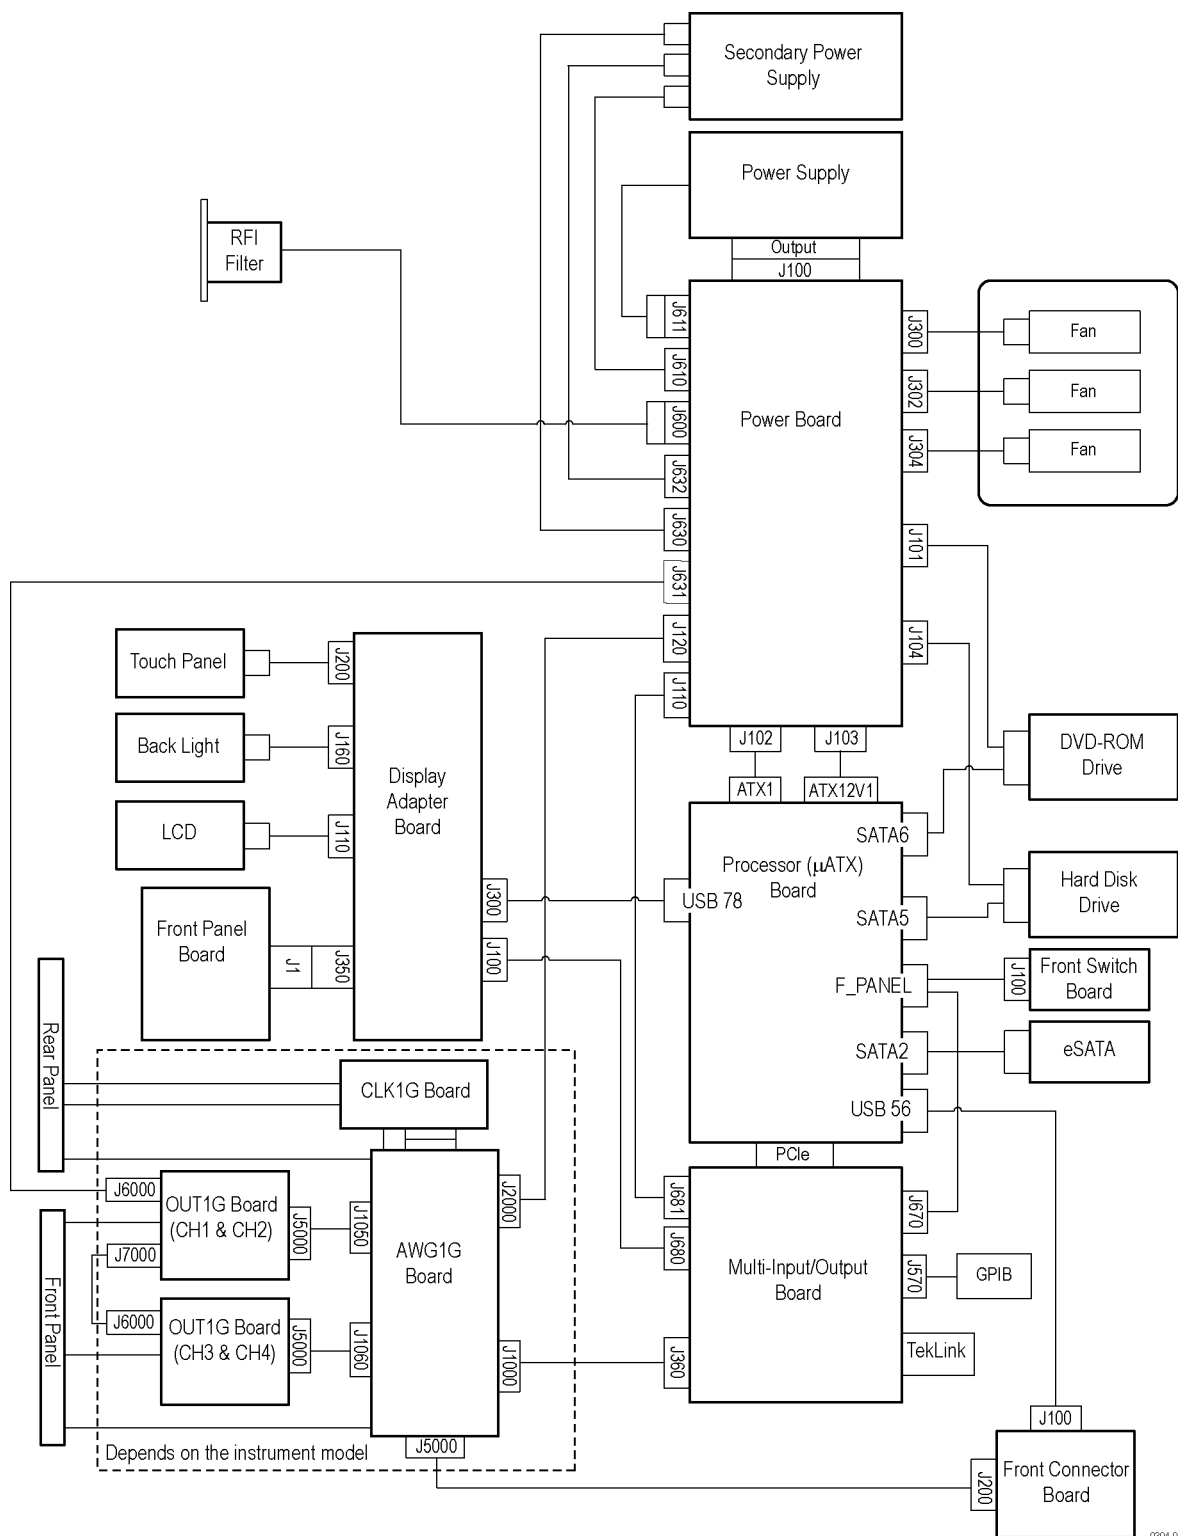 Secondary Power
Supply
Power Supply
Output
J100
RFI
Filter
J611
J610
J600
J632
J630
J631
J120
J110
Power Board
J300
J302
J304
J101
J104
Fan
Fan
Fan
J102
J103
ATX1
ATX12V1
Touch Panel
J200
Back Light
J160
LCD
J110
Display
Adapter
Board
Front Panel
Board
J1
J350
J300
J100
USB 78
Processor (μATX)
Board
SATA6
SATA5
F_PANEL
SATA2
USB 56
DVD-ROM
Drive
Hard Disk
Drive
J100
Front Switch
Board
eSATA
PCIe
Rear Panel
CLK1G Board
J6000
OUT1G Board
(CH1 & CH2)
J7000
J5000
J1050
J2000
AWG1G
Board
Front Panel
J6000
OUT1G Board
(CH3 & CH4)
J5000
J1060
J1000
J5000
Depends on the instrument model
J681
J680
J360
Multi-Input/Output
Board
J670
J570
GPIB
TekLink
J100
J200
Front Connector
Board